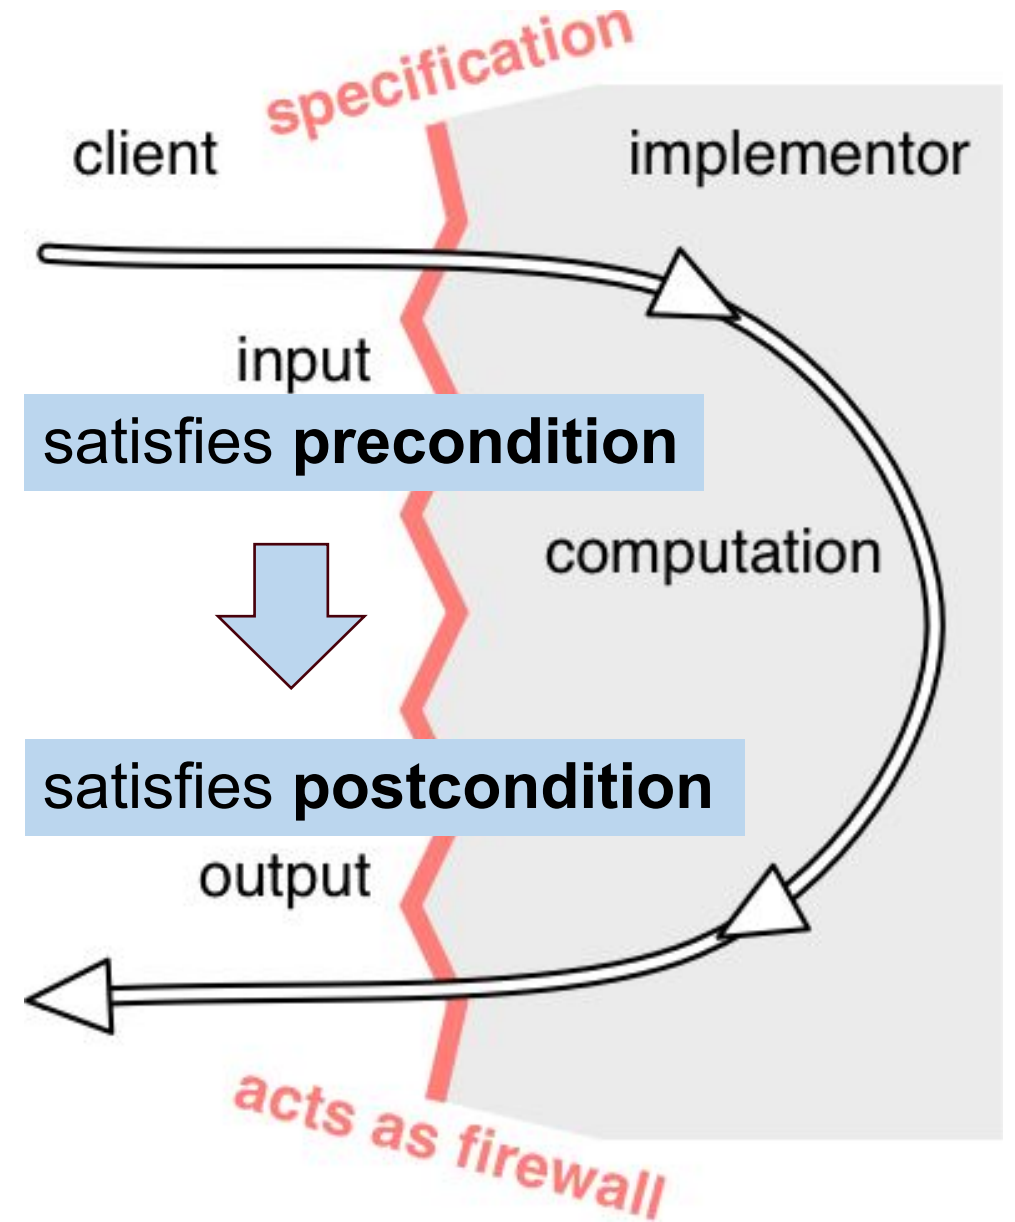 specification
client
implementor
input
satisfies precondition
computation
satisfies postcondition
output
acts as firewall